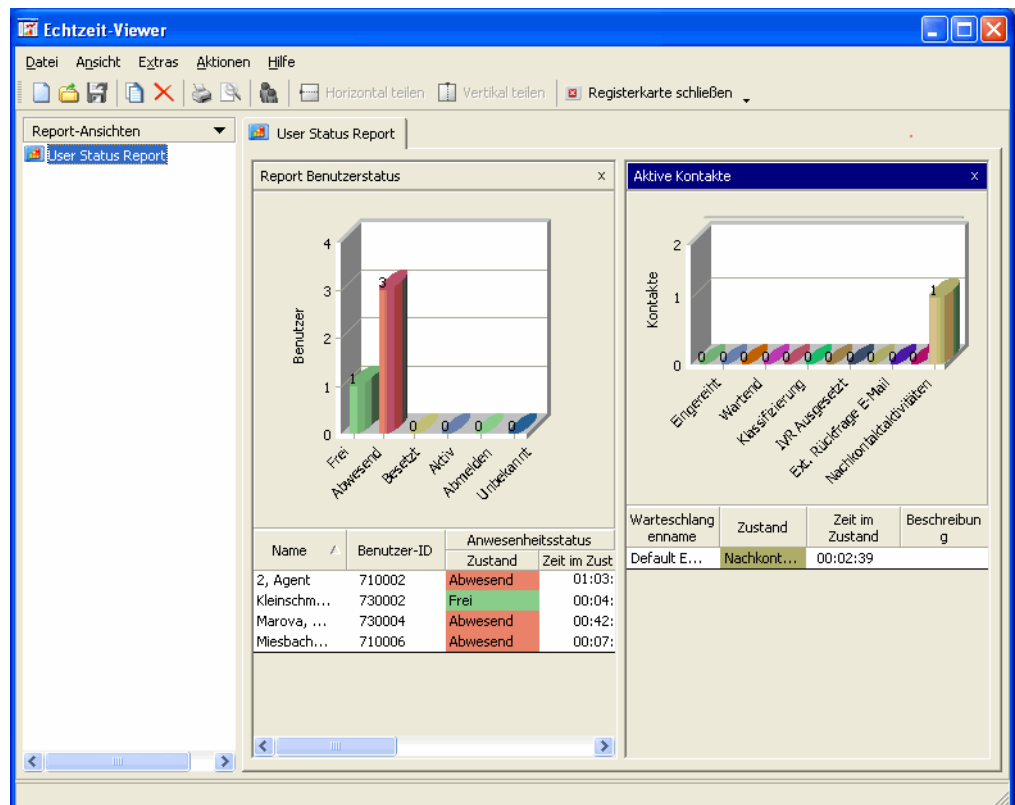 Echtzeit-Viewer
Datei Ansicht Extras Aktionen Hilfe
Horizontal teilen Vertikal teilen Registerkarte schließen
Report-Ansichten
User Status Report
User Status Report
Report Benutzerstatus x
4
3
2
1
0
Benutzer
1 3 0 0 0 0
Frei Abwesend Besetzt Aktiv Abmelden Unbekannt
Name Benutzer-ID Anwesenheitsstatus
Zustand Zeit im Zust
2, Agent 710002 Abwesend 01:03:
Kleinschm... 730002 Frei 00:04:
Marova, ... 730004 Abwesend 00:42:
Miesbach... 710006 Abwesend 00:07:
Aktive Kontakte x
2
1
0
Kontakte
0 0 0 0 0 0 0 0 0 0 1
Eingereiht Wartend Klassifizierung IVR Ausgesetzt Ext. Rückfrage E-Mail Nachkontaktaktivitäten
Warteschlang
enname
Zustand
Zeit im
Zustand
Beschreibun
g
Default E... Nachkont... 00:02:39